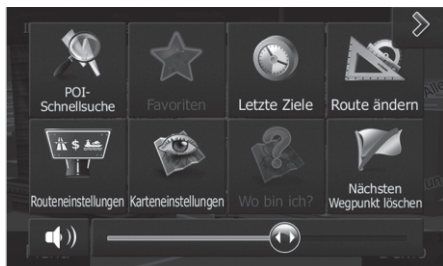 POI-
Schnellsuche
Favoriten
Letzte Ziele
Route ändern
Routeneinstellungen
Karteneinstellungen
Wo bin ich?
Nächsten
Wegpunkt löschen